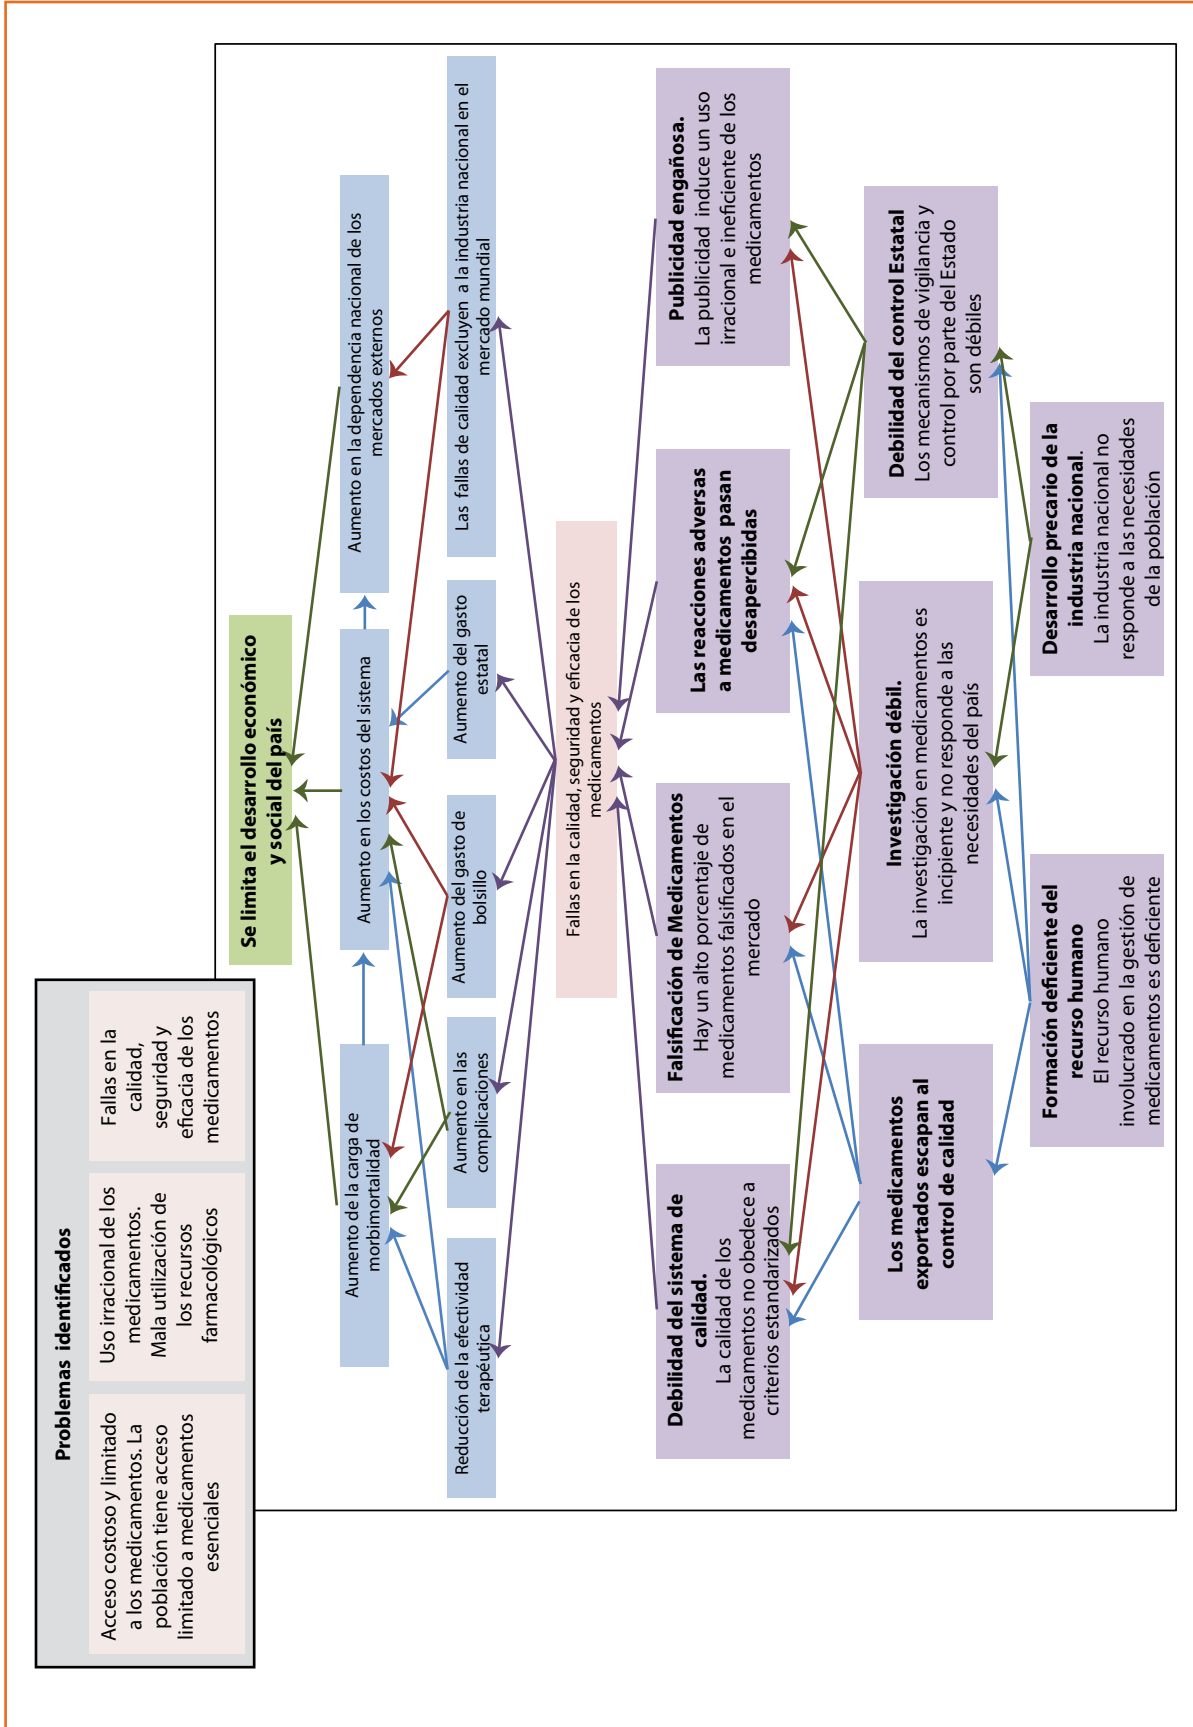 Problemas identificados
Acceso costoso y limitado
a los medicamentos. La
población tiene acceso
limitado a medicamentos
esenciales
Uso irracional de los
medicamentos.
Mala utilización de
los recursos
farmacológicos
Fallas en la
calidad,
seguridad y
eficacia de los
medicamentos
Se limita el desarrollo económico
y social del país
Aumento de la carga de
morbimortalidad
Aumento en los costos del sistema
Aumento en la dependencia nacional de los
mercados externos
Reducción de la efectividad
terapéutica
Aumento en las
complicaciones
Aumento del gasto de
bolsillo
Aumento del gasto
estatal
Las fallas de calidad excluyen a la industria nacional en el
mercado mundial
Fallas en la calidad, seguridad y eficacia de los
medicamentos
Debilidad del sistema de
calidad.
La calidad de los
medicamentos no obedece a
criterios estandarizados
Falsificación de Medicamentos
Hay un alto porcentaje de
medicamentos falsificados en el
mercado
Las reacciones adversas
a medicamentos pasan
desapercibidas
Publicidad engañosa.
La publicidad induce un uso
irracional e ineficiente de los
medicamentos
Los medicamentos
exportados escapan al
control de calidad
Investigación débil.
La investigación en medicamentos es
incipiente y no responde a las
necesidades del país
Debilidad del control Estatal
Los mecanismos de vigilancia y
control por parte del Estado
son débiles
Formación deficiente del
recurso humano
El recurso humano
involucrado en la gestión de
medicamentos es deficiente
Desarrollo precario de la
industria nacional.
La industria nacional no
responde a las necesidades
de la población